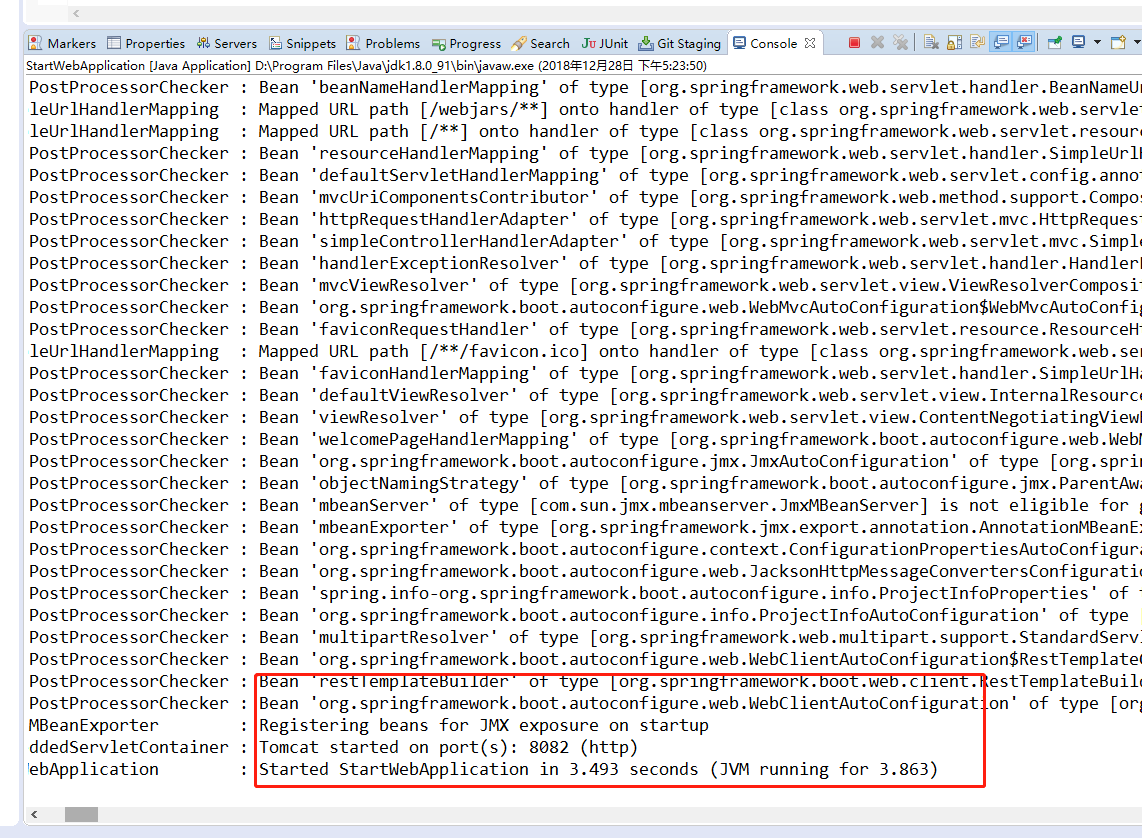 Markers Properties Servers Snippets Problems Progress Search JUnit Git Staging Console
StartWebApplication [Java Application] D:\Program Files\Java\jdk1.8.0_91\bin\javaw.exe (2018年12月28日 下午5:23:50)
PostProcessorChecker : Bean 'beanNameHandlerMapping' of type [org.springframework.web.servlet.handler.BeanNameUr
leUrlHandlerMapping : Mapped URL path [/webjars/**] onto handler of type [class org.springframework.web.servlet
leUrlHandlerMapping : Mapped URL path [/**] onto handler of type [class org.springframework.web.servlet.resour
PostProcessorChecker : Bean 'resourceHandlerMapping' of type [org.springframework.web.servlet.handler.SimpleUrlH
PostProcessorChecker : Bean 'defaultServletHandlerMapping' of type [org.springframework.web.servlet.config.annot
PostProcessorChecker : Bean 'mvcUriComponentsContributor' of type [org.springframework.web.method.support.Compos
PostProcessorChecker : Bean 'httpRequestHandlerAdapter' of type [org.springframework.web.servlet.mvc.HttpRequest
PostProcessorChecker : Bean 'simpleControllerHandlerAdapter' of type [org.springframework.web.servlet.mvc.Simple
PostProcessorChecker : Bean 'handlerExceptionResolver' of type [org.springframework.web.servlet.handler.HandlerE
PostProcessorChecker : Bean 'mvcViewResolver' of type [org.springframework.web.servlet.view.ViewResolverComposit
PostProcessorChecker : Bean 'org.springframework.boot.autoconfigure.web.WebMvcAutoConfiguration$WebMvcAutoConfig
PostProcessorChecker : Bean 'faviconRequestHandler' of type [org.springframework.web.servlet.resource.ResourceHt
leUrlHandlerMapping : Mapped URL path [/**/favicon.ico] onto handler of type [class org.springframework.web.ser
PostProcessorChecker : Bean 'faviconHandlerMapping' of type [org.springframework.web.servlet.handler.SimpleUrlHa
PostProcessorChecker : Bean 'defaultViewResolver' of type [org.springframework.web.servlet.view.InternalResource
PostProcessorChecker : Bean 'viewResolver' of type [org.springframework.web.servlet.view.ContentNegotiatingView
PostProcessorChecker : Bean 'welcomePageHandlerMapping' of type [org.springframework.boot.autoconfigure.web.WebM
PostProcessorChecker : Bean 'org.springframework.boot.autoconfigure.jmx.JmxAutoConfiguration' of type [org.sprin
PostProcessorChecker : Bean 'objectNamingStrategy' of type [org.springframework.boot.autoconfigure.jmx.ParentAwa
PostProcessorChecker : Bean 'mbeanServer' of type [com.sun.jmx.mbeanserver.JmxMBeanServer] is not eligible for g
PostProcessorChecker : Bean 'mbeanExporter' of type [org.springframework.jmx.export.annotation.AnnotationMBeanEx
PostProcessorChecker : Bean 'org.springframework.boot.autoconfigure.context.ConfigurationPropertiesAutoConfigura
PostProcessorChecker : Bean 'org.springframework.boot.autoconfigure.web.JacksonHttpMessageConvertersConfiguratio
PostProcessorChecker : Bean 'spring.info-org.springframework.boot.autoconfigure.info.ProjectInfoProperties' of t
PostProcessorChecker : Bean 'org.springframework.boot.autoconfigure.info.ProjectInfoAutoConfiguration' of type [
PostProcessorChecker : Bean 'multipartResolver' of type [org.springframework.web.multipart.support.StandardServl
PostProcessorChecker : Bean 'org.springframework.boot.autoconfigure.web.WebClientAutoConfiguration$RestTemplateC
PostProcessorChecker : Bean 'restTemplateBuilder' of type [org.springframework.boot.web.client.RestTemplateBuild
PostProcessorChecker : Bean 'org.springframework.boot.autoconfigure.web.WebClientAutoConfiguration' of type [org
MBeanExporter : Registering beans for JMX exposure on startup
ddedServletContainer : Tomcat started on port(s): 8082 (http)
ebApplication : Started StartWebApplication in 3.493 seconds (JVM running for 3.863)